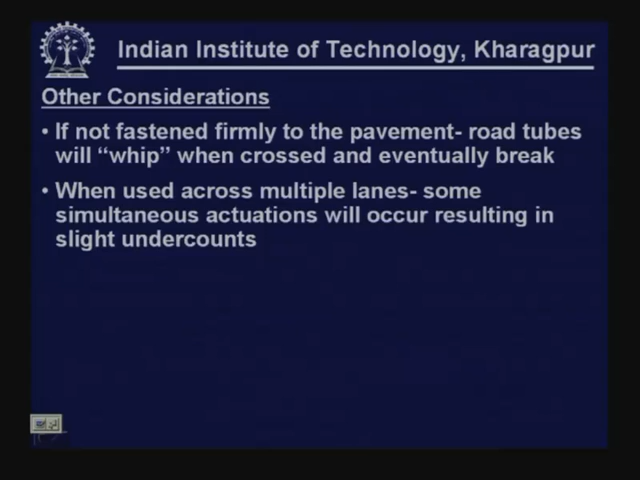 Indian Institute of Technology, Kharagpur
Other Considerations
• If not fastened firmly to the pavement- road tubes
will “whip” when crossed and eventually break
• When used across multiple lanes- some
simultaneous actuations will occur resulting in
slight undercounts